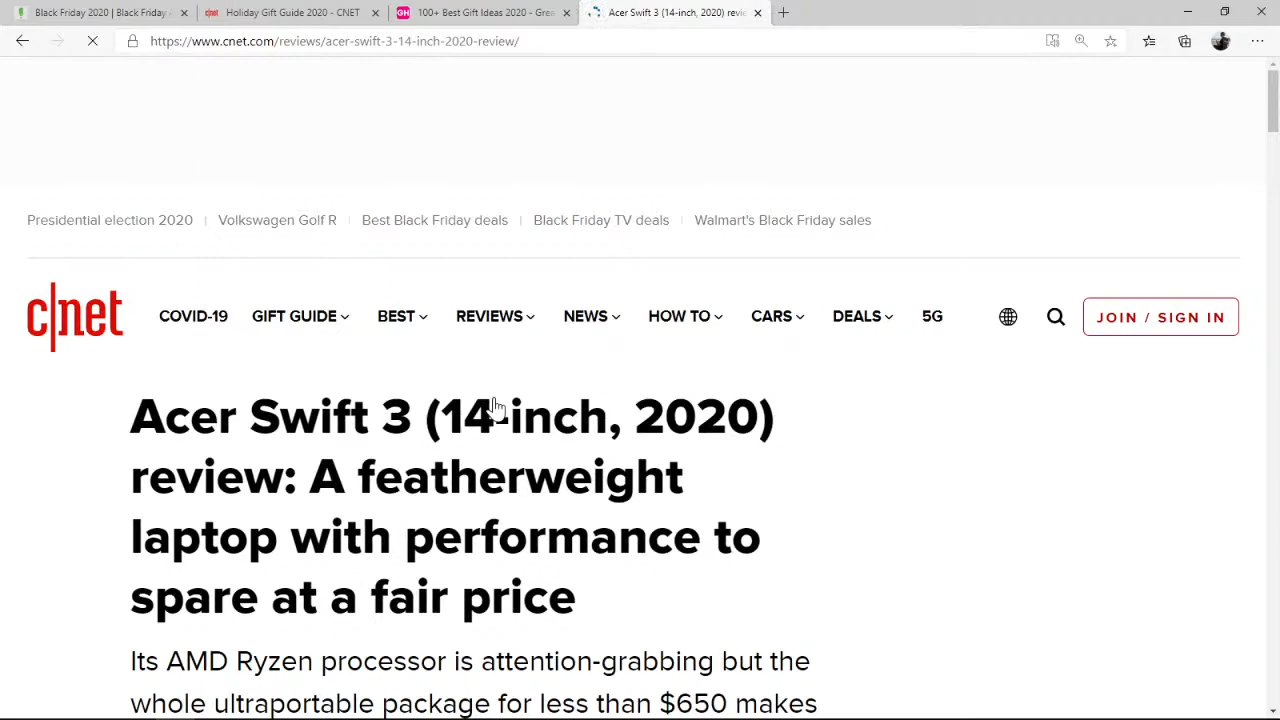 Black Friday 2020 | Black Friday
Holiday Gift Guide 2020 - CNET
100+ Best Gift Ideas 2020 - Grea
Acer Swift 3 (14-inch, 2020) revie
https://www.cnet.com/reviews/acer-swift-3-14-inch-2020-review/
Presidential election 2020 | Volkswagen Golf R | Best Black Friday deals | Black Friday TV deals | Walmart's Black Friday sales
c|net COVID-19 GIFT GUIDE BEST REVIEWS NEWS HOW TO CARS DEALS 5G JOIN / SIGN IN
Acer Swift 3 (14-inch, 2020)
review: A featherweight
laptop with performance to
spare at a fair price
Its AMD Ryzen processor is attention-grabbing but the
whole ultraportable package for less than $650 makes